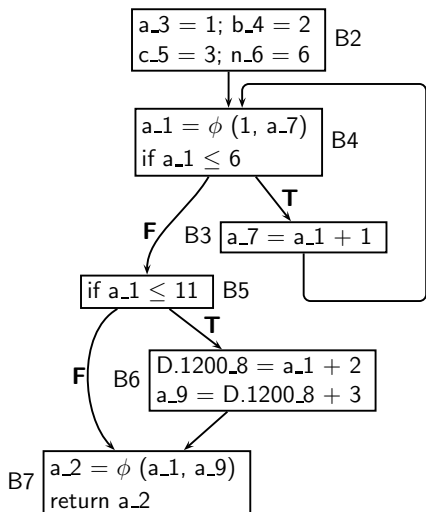 a_3 = 1; b_4 = 2
c_5 = 3; n_6 = 6
B2
a_1 = ϕ (1, a_7)
if a_1 ≤ 6
B4
T
F
B3
a_7 = a_1 + 1
if a_1 ≤ 11
B5
T
F
B6
D.1200_8 = a_1 + 2
a_9 = D.1200_8 + 3
B7
a_2 = ϕ (a_1, a_9)
return a_2